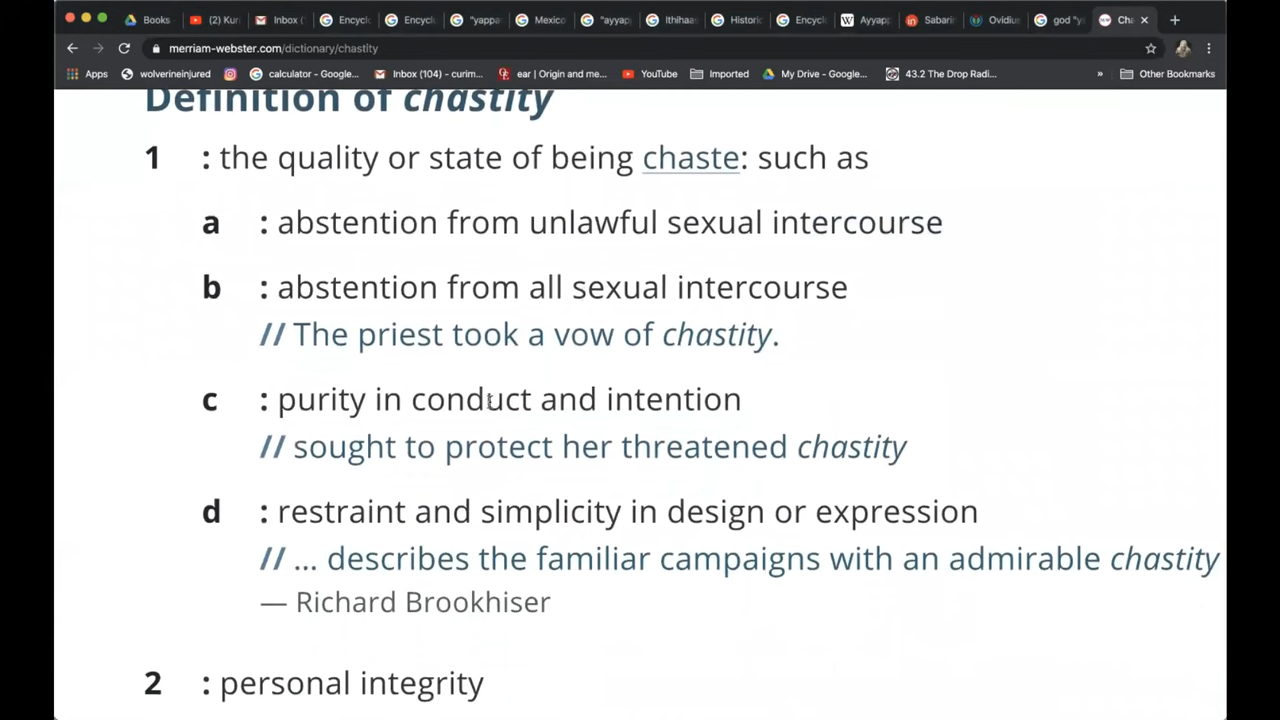 Books
(2) Kuri
Inbox (
Encycl
Encycl
"yappa
Mexico
"ayyap
Ithihaa
Historic
Encycl
Ayyapp
Sabari
Ovidiu
god "y
Ch
merriam-webster.com/dictionary/chastity
Apps
wolverineinjured
calculator - Google...
Inbox (104) - curim...
ear | Origin and me...
YouTube
Imported
My Drive - Google...
43.2 The Drop Radi...
»
Other Bookmarks
Definition of chastity
1 : the quality or state of being chaste: such as
a : abstention from unlawful sexual intercourse
b : abstention from all sexual intercourse
// The priest took a vow of chastity.
c : purity in conduct and intention
// sought to protect her threatened chastity
d : restraint and simplicity in design or expression
// ... describes the familiar campaigns with an admirable chastity
— Richard Brookhiser
2 : personal integrity